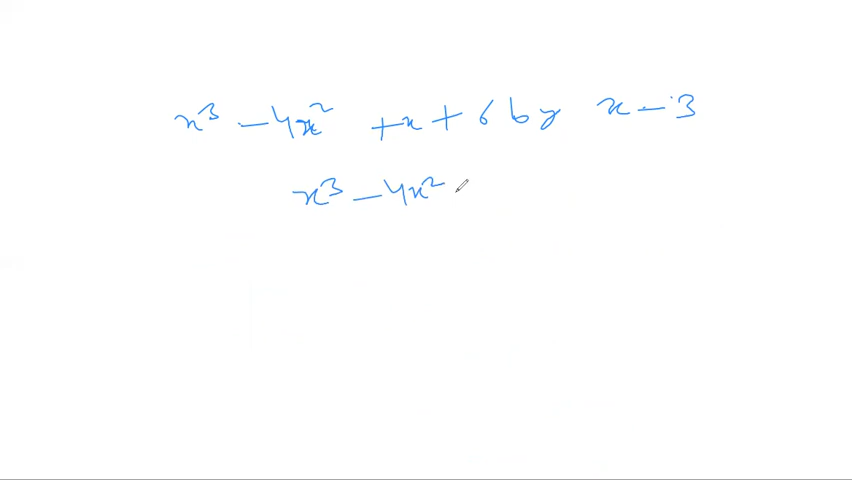 x³ - 4x² + x + 6 by x - 3
x³ - 4x²